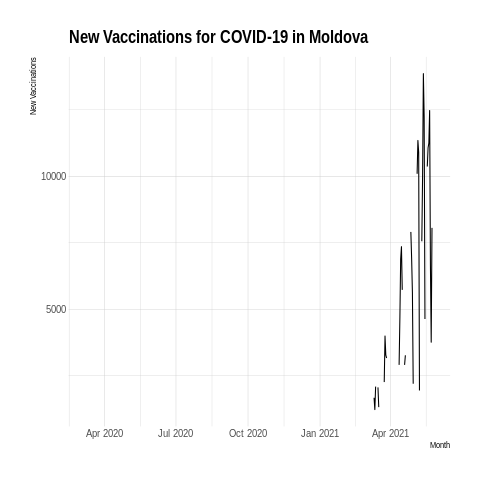 New Vaccinations for COVID-19 in Moldova
New Vaccinations
10000
5000
Apr 2020 Jul 2020 Oct 2020 Jan 2021 Apr 2021
Month